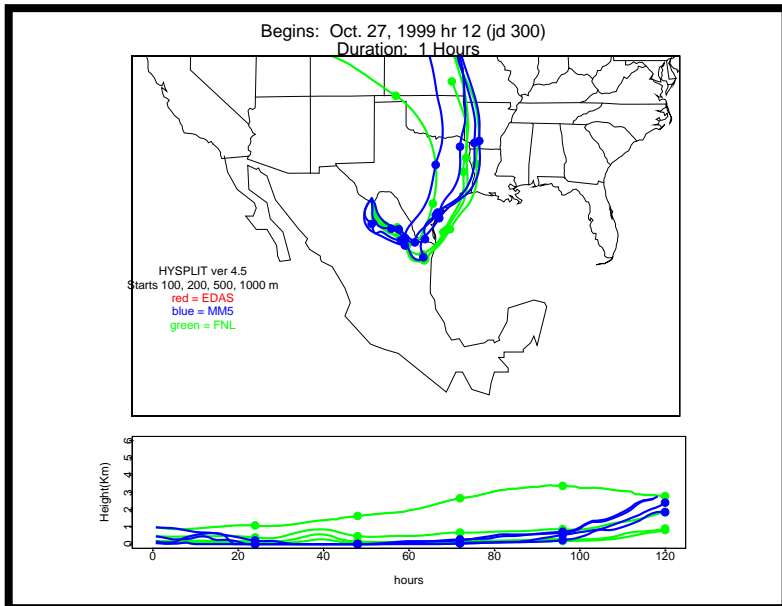 Begins:  Oct. 27, 1999 hr 12 (jd 300)
Duration:  1 Hours
HYSPLIT ver 4.5
Starts 100, 200, 500, 1000 m
red = EDAS
blue = MM5
green = FNL
Height(Km)
0 1 2 3 4 5 6
0 20 40 60 80 100 120
hours